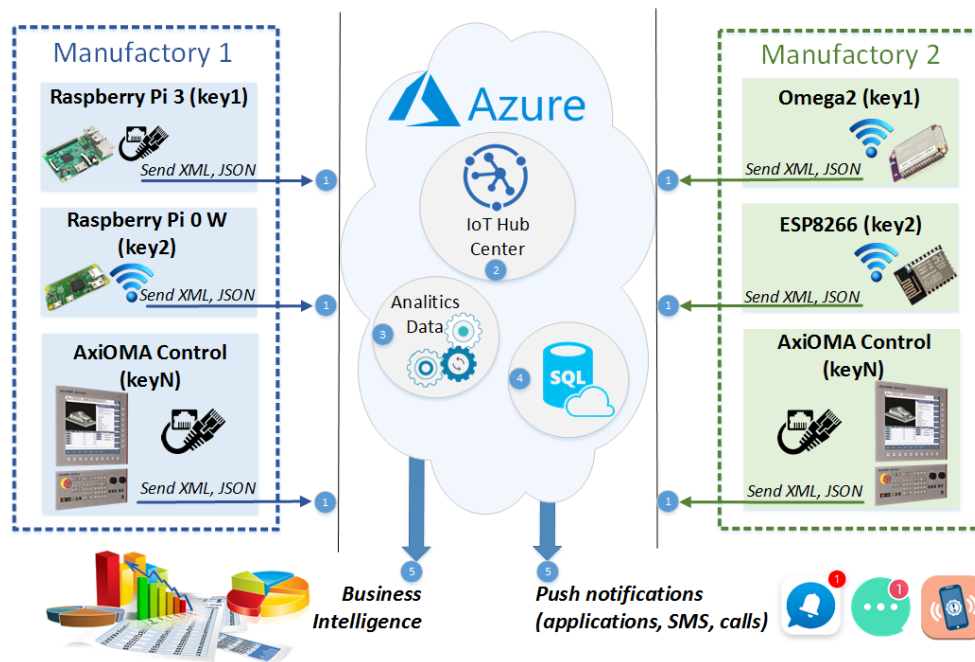 Manufactory 1
Raspberry Pi 3 (key1)
Send XML, JSON
1
Raspberry Pi 0 W
(key2)
Send XML, JSON
1
AxiOMA Control
(keyN)
Send XML, JSON
1
Azure
IoT Hub
Center
2
Analitics
Data
3
SQL
4
Manufactory 2
Omega2 (key1)
Send XML, JSON
1
ESP8266 (key2)
Send XML, JSON
1
AxiOMA Control
(keyN)
Send XML, JSON
1
5
Business
Intelligence
5
Push notifications
(applications, SMS, calls)
1
1